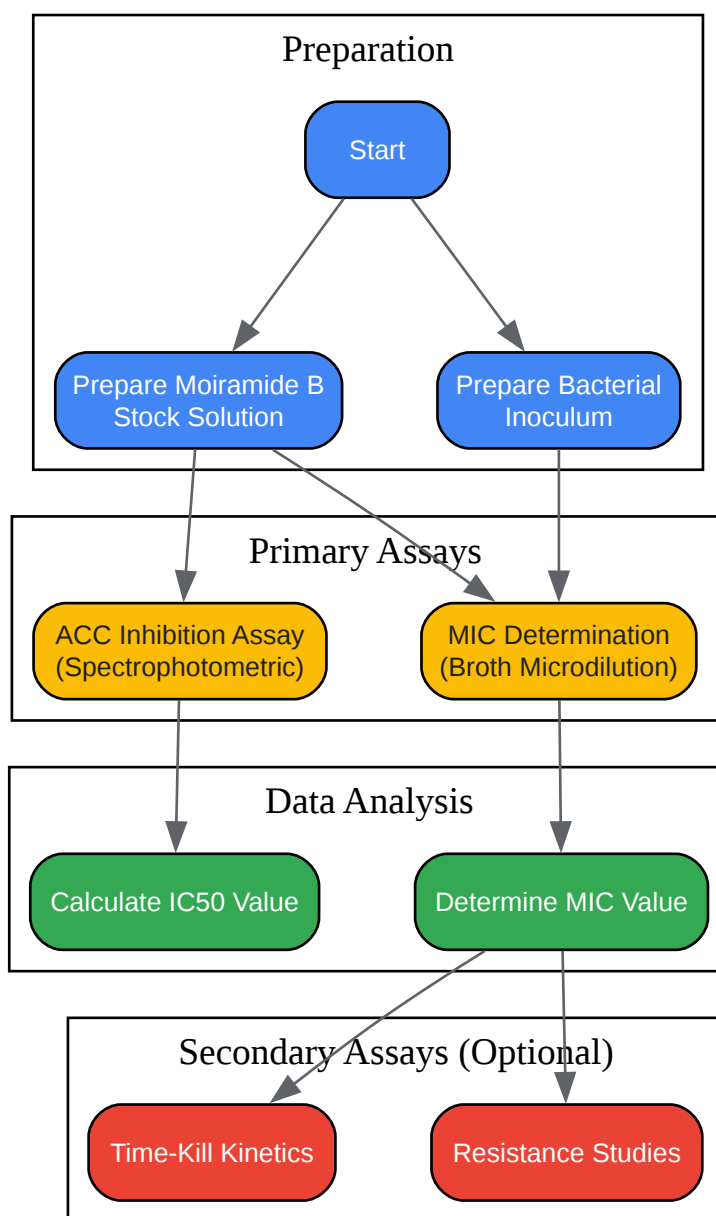 Preparation
Start
Prepare Moiramide B
Stock Solution
Prepare Bacterial
Inoculum
Primary Assays
ACC Inhibition Assay
(Spectrophotometric)
MIC Determination
(Broth Microdilution)
Data Analysis
Calculate IC50 Value
Determine MIC Value
Secondary Assays (Optional)
Time-Kill Kinetics
Resistance Studies